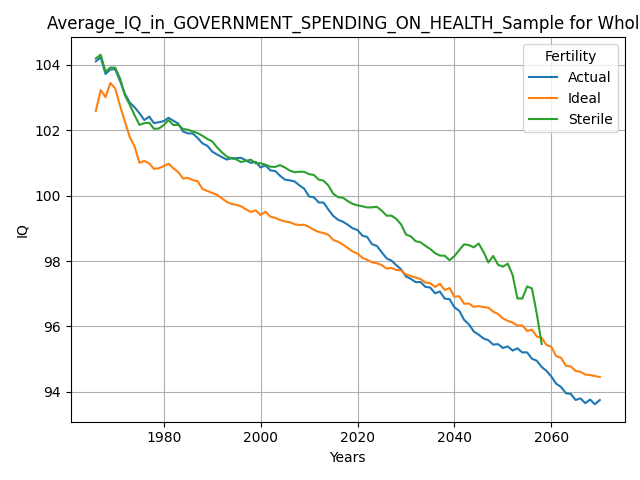 Average_IQ_in_GOVERNMENT_SPENDING_ON_HEALTH_Sample for Whol
Fertility
Actual
Ideal
Sterile
IQ
104
102
100
98
96
94
1980 2000 2020 2040 2060
Years